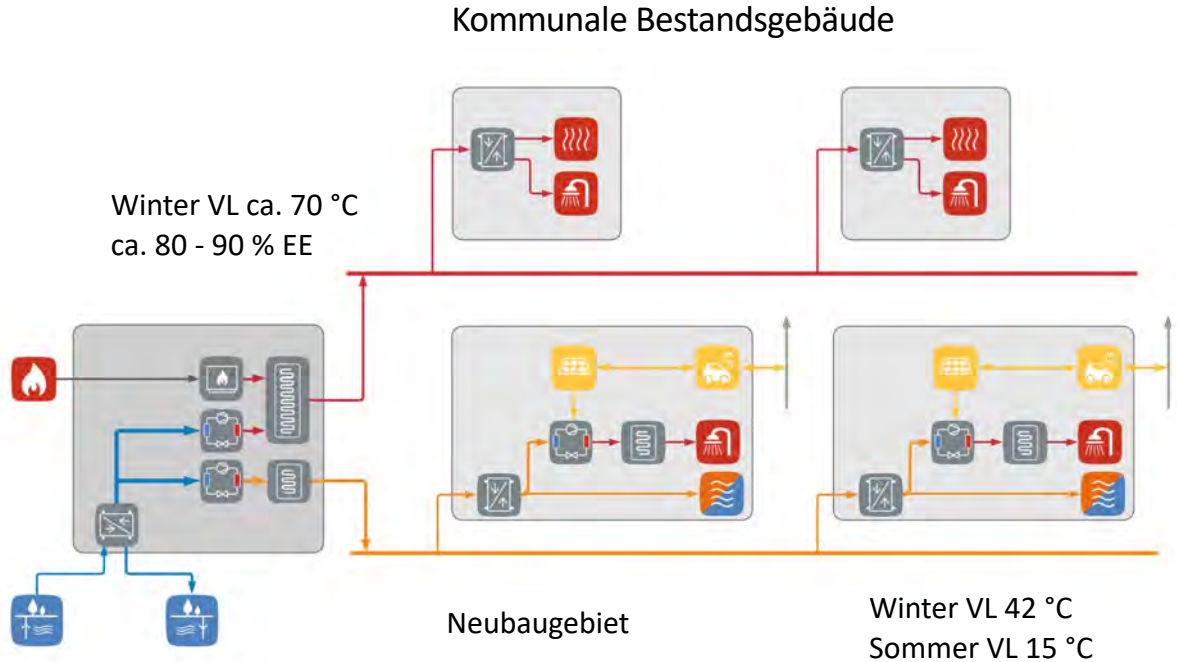 Kommunale Bestandsgebäude
Winter VL ca. 70 °C
ca. 80 - 90 % EE
Neubaugebiet
Winter VL 42 °C
Sommer VL 15 °C